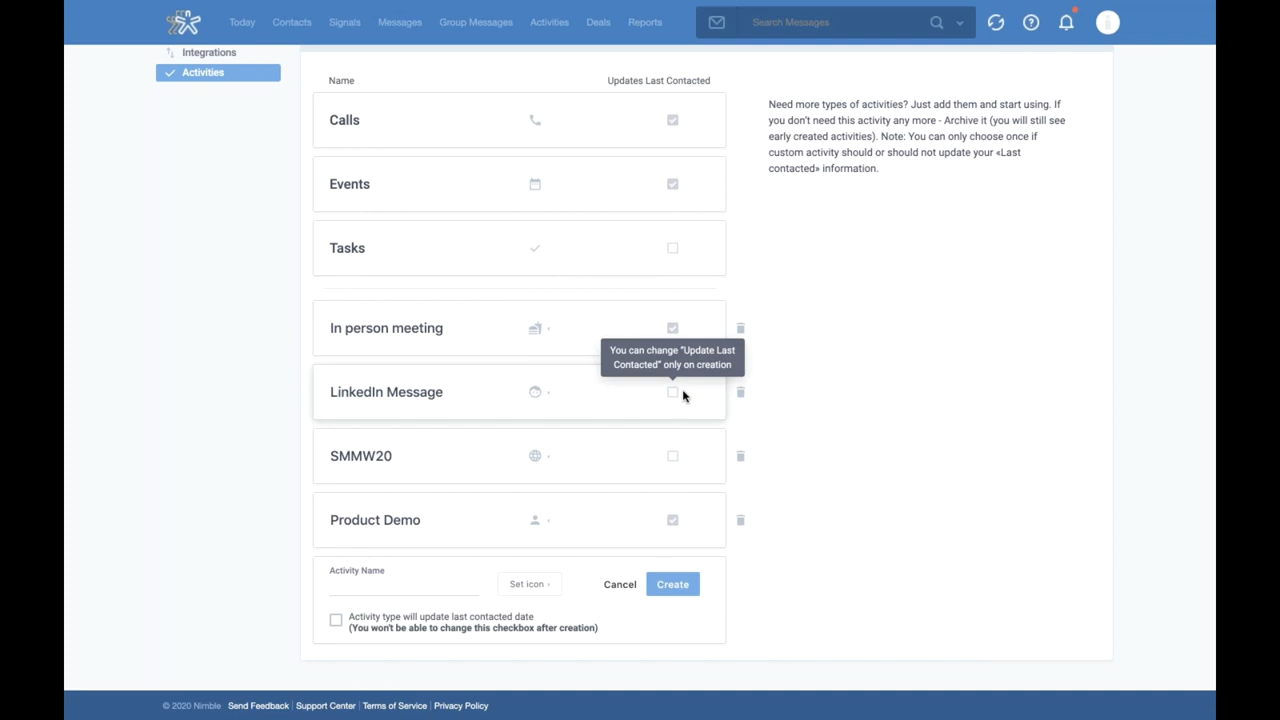 Today Contacts Signals Messages Group Messages Activities Deals Reports Search Messages
Integrations
Activities
Name Updates Last Contacted
Calls
Events
Tasks
In person meeting
You can change "Update Last
Contacted" only on creation
LinkedIn Message
SMMW20
Product Demo
Activity Name
Set icon
Cancel
Create
Activity type will update last contacted date
(You won't be able to change this checkbox after creation)
Need more types of activities? Just add them and start using. If
you don't need this activity any more - Archive it (you will still see
early created activities). Note: You can only choose once if
custom activity should or should not update your «Last
contacted» information.
© 2020 Nimble Send Feedback | Support Center | Terms of Service | Privacy Policy